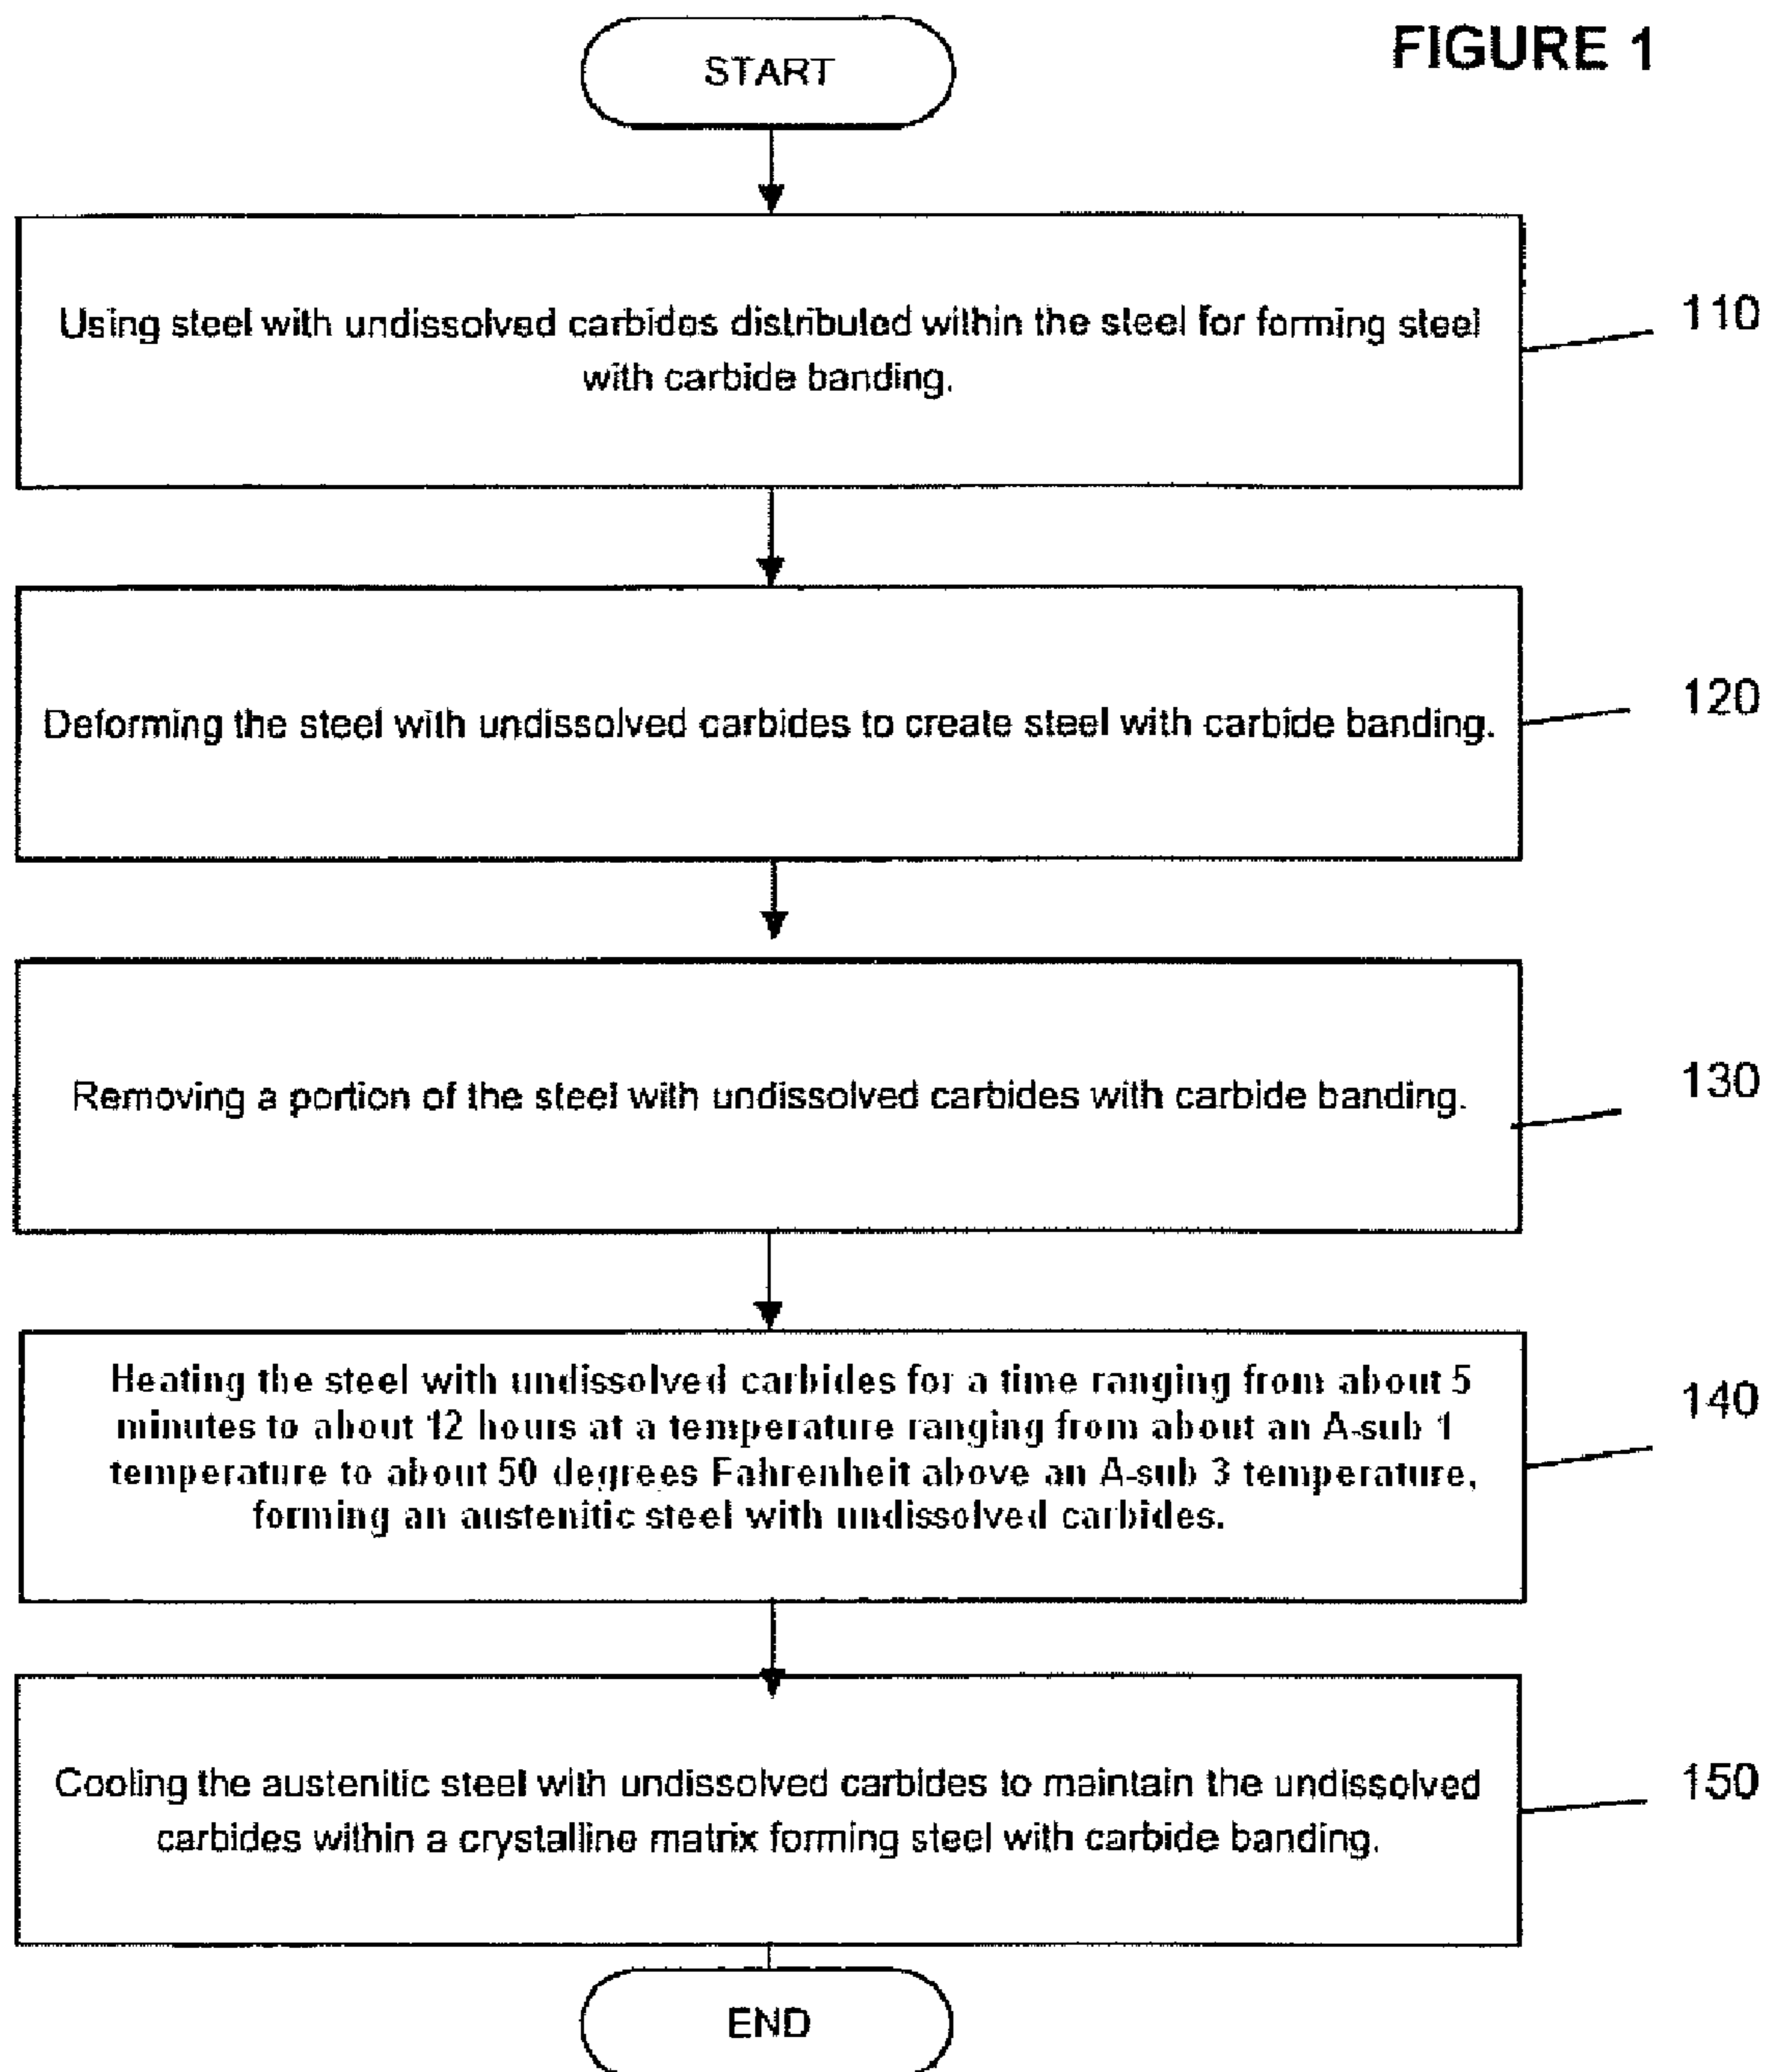 FIGURE 1
START
Using steel with undissolved carbides distributed within the steel for forming steel
with carbide banding.
110
Deforming the steel with undissolved carbides to create steel with carbide banding.
120
Removing a portion of the steel with undissolved carbides with carbide banding.
130
Heating the steel with undissolved carbides for a time ranging from about 5
minutes to about 12 hours at a temperature ranging from about an A-sub 1
temperature to about 50 degrees Fahrenheit above an A-sub 3 temperature,
forming an austenitic steel with undissolved carbides.
140
Cooling the austenitic steel with undissolved carbides to maintain the undissolved
carbides within a crystalline matrix forming steel with carbide banding.
150
END